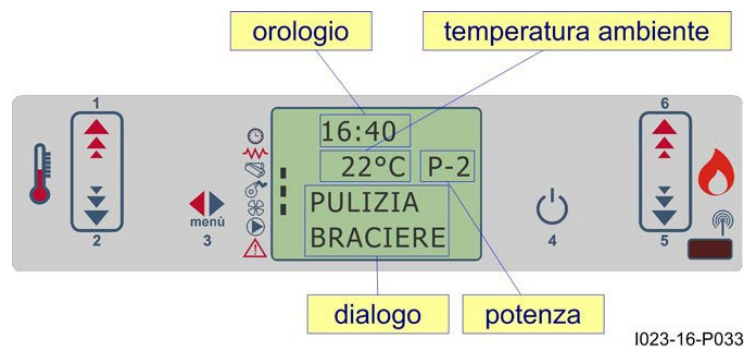 orologio
temperatura ambiente
1
6
16:40
22°C
P-2
PULIZIA
BRACIERE
menù
2
3
4
5
dialogo
potenza
I023-16-P033